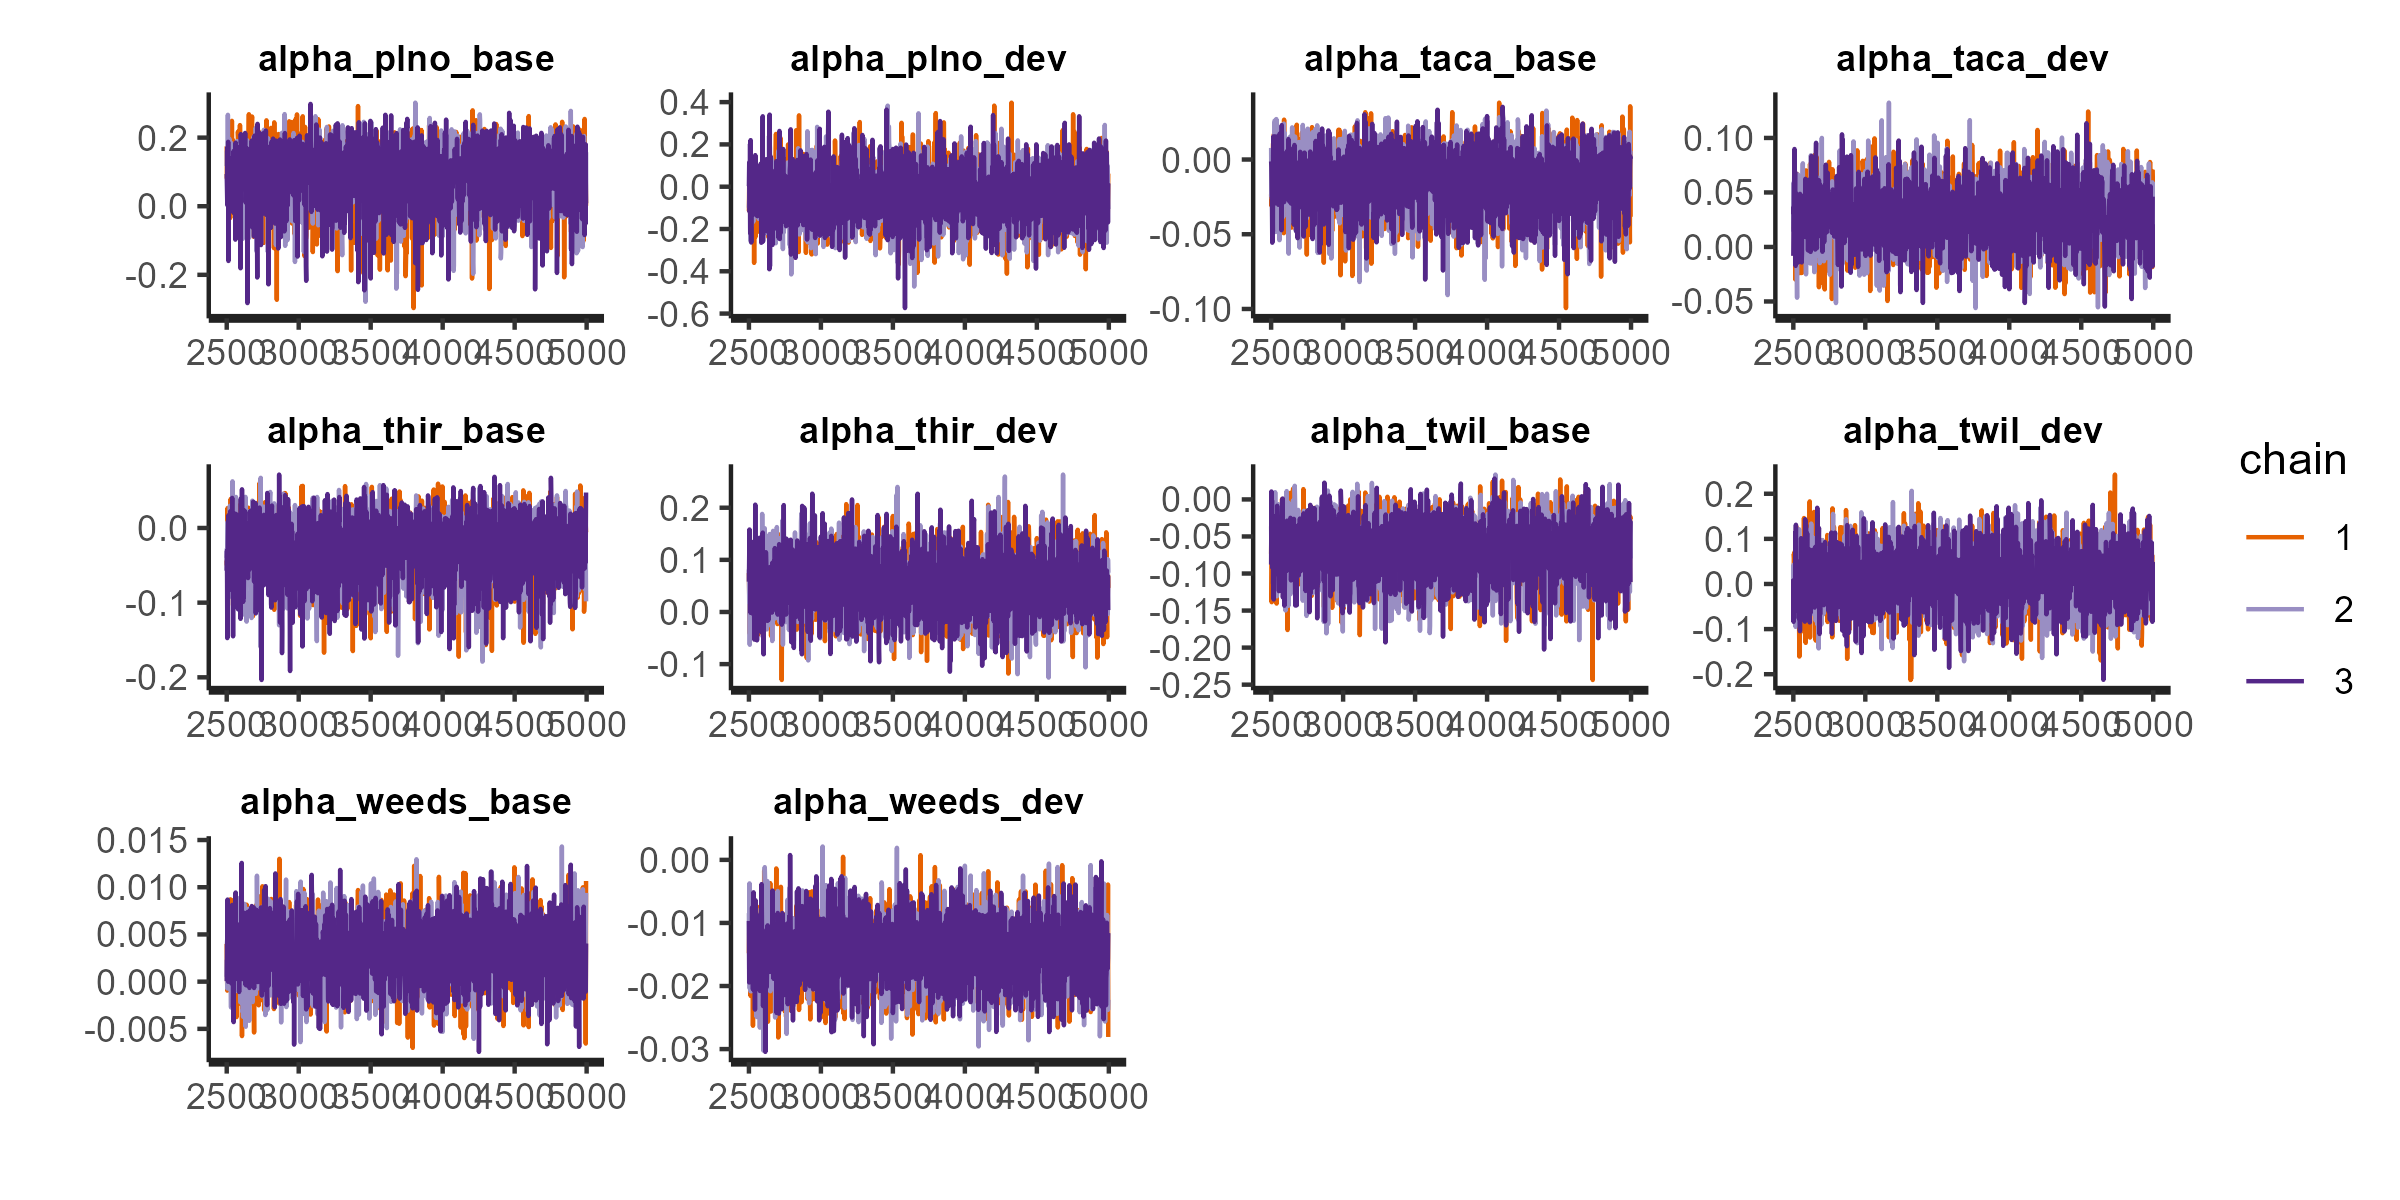 alpha_plno_base alpha_plno_dev alpha_taca_base alpha_taca_dev
0.2 0.0 -0.2
0.4 0.2 0.0 -0.2 -0.4 -0.6
0.00 -0.05 -0.10
0.10 0.05 0.00 -0.05
2500 3000 3500 4000 4500 5000 2500 3000 3500 4000 4500 5000 2500 3000 3500 4000 4500 5000 2500 3000 3500 4000 4500 5000
alpha_thir_base alpha_thir_dev alpha_twil_base alpha_twil_dev
0.0 -0.1 -0.2
0.2 0.1 0.0 -0.1
0.00 -0.05 -0.10 -0.15 -0.20 -0.25
0.2 0.1 0.0 -0.1 -0.2
2500 3000 3500 4000 4500 5000 2500 3000 3500 4000 4500 5000 2500 3000 3500 4000 4500 5000 2500 3000 3500 4000 4500 5000
alpha_weeds_base alpha_weeds_dev
0.015 0.010 0.005 0.000 -0.005
0.00 -0.01 -0.02 -0.03
2500 3000 3500 4000 4500 5000 2500 3000 3500 4000 4500 5000
chain
1
2
3